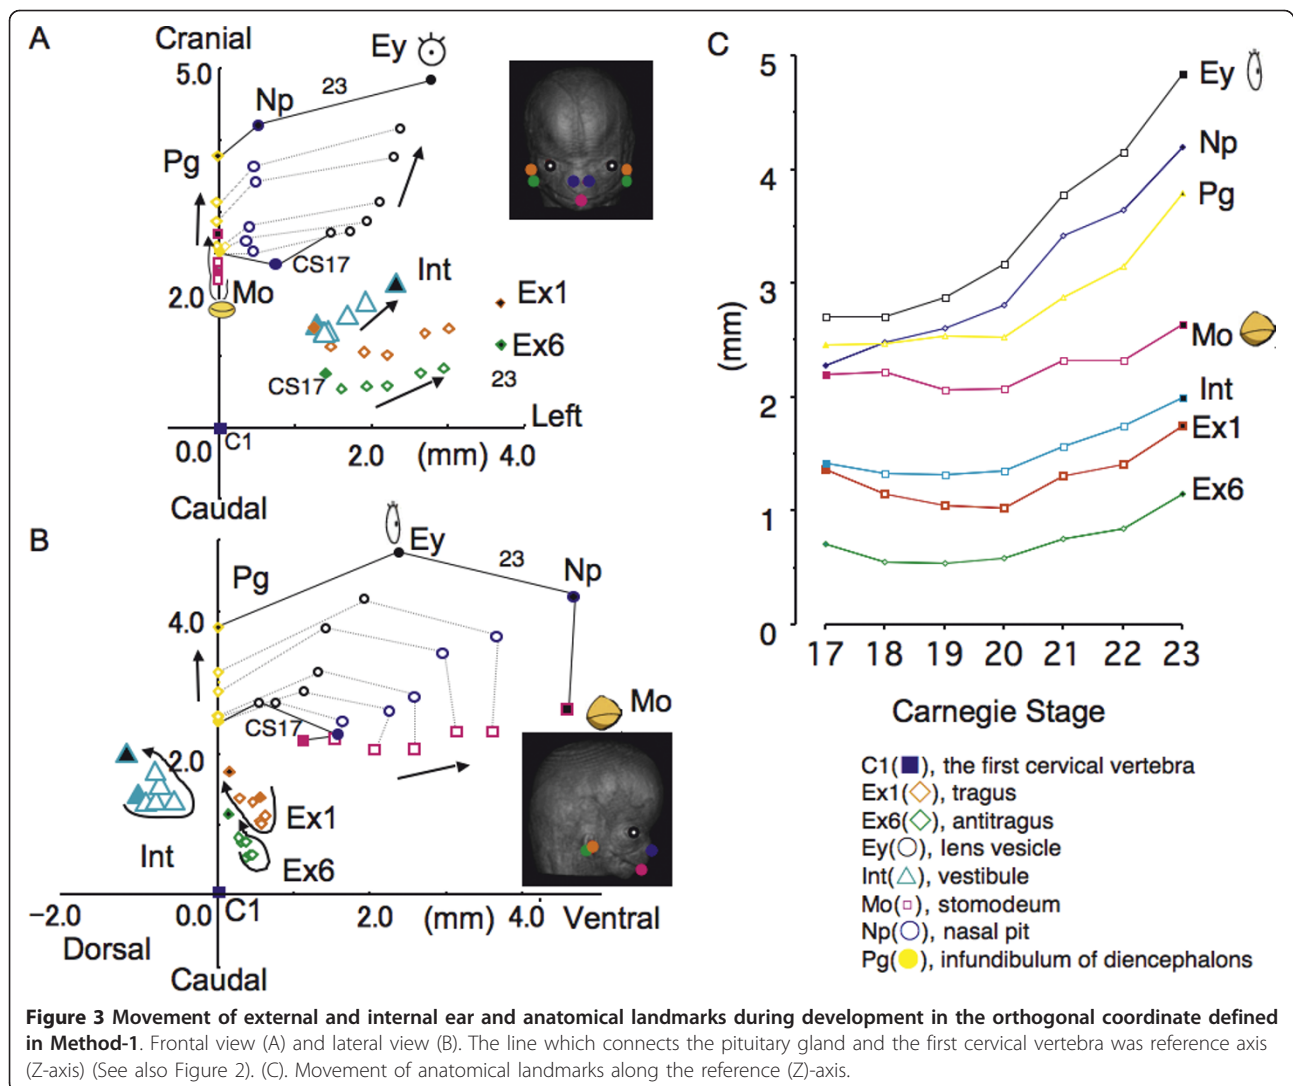 A
Cranial
5.0
Ey
23
Np
Pg
CS17
Int
2.0
Mo
Ex1
Ex6
CS17
23
Left
0.0
C1
2.0
(mm)
4.0
Caudal
B
Ey
23
Np
Pg
4.0
CS17
Mo
2.0
Ex1
Int
Ex6
−2.0
0.0
C1
2.0
(mm)
4.0
Ventral
Dorsal
Caudal
C
5
Ey
Np
4
Pg
3
(mm)
Mo
2
Int
Ex1
1
Ex6
0
17 18 19 20 21 22 23
Carnegie Stage
C1(■), the first cervical vertebra
Ex1(◇), tragus
Ex6(◇), antitragus
Ey(○), lens vesicle
Int(△), vestibule
Mo(□), stomodeum
Np(○), nasal pit
Pg(●), infundibulum of diencephalons
Figure 3 Movement of external and internal ear and anatomical landmarks during development in the orthogonal coordinate defined
in Method-1. Frontal view (A) and lateral view (B). The line which connects the pituitary gland and the first cervical vertebra was reference axis
(Z-axis) (See also Figure 2). (C). Movement of anatomical landmarks along the reference (Z)-axis.